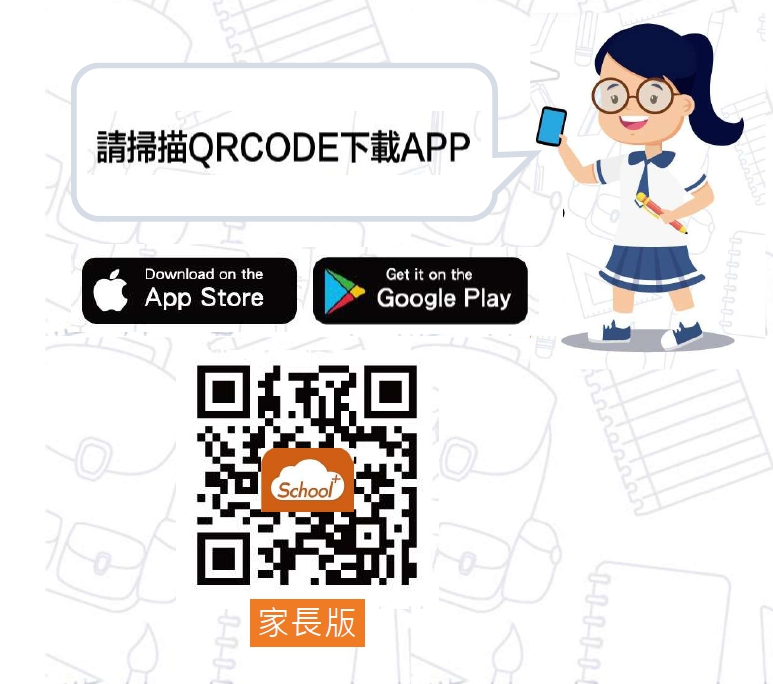 請掃描QRCODE下載APP
Download on the
App Store
Get it on the
Google Play
School+
家長版